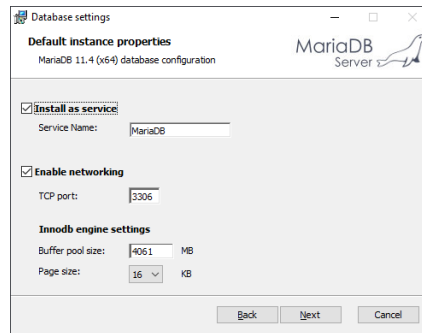 Database settings
Default instance properties
MariaDB 11.4 (x64) database configuration
MariaDB
Server
Install as service
Service Name: MariaDB
Enable networking
TCP port: 3306
Innodb engine settings
Buffer pool size: 4061 MB
Page size: 16 KB
Back Next Cancel